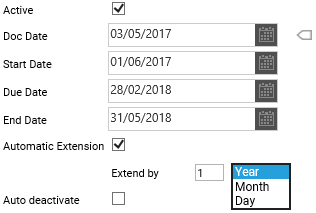 Active
Doc Date 03/05/2017
Start Date 01/06/2017
Due Date 28/02/2018
End Date 31/05/2018
Automatic Extension
Extend by 1 Year
Month
Day
Auto deactivate